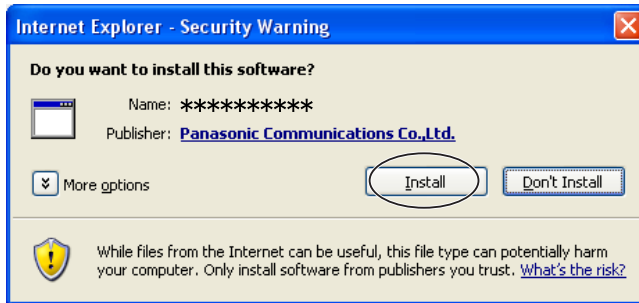 Internet Explorer - Security Warning
Do you want to install this software?
Name: **********
Publisher: Panasonic Communications Co.,Ltd.
More options
Install
Don't Install
While files from the Internet can be useful, this file type can potentially harm
your computer. Only install software from publishers you trust. What's the risk?